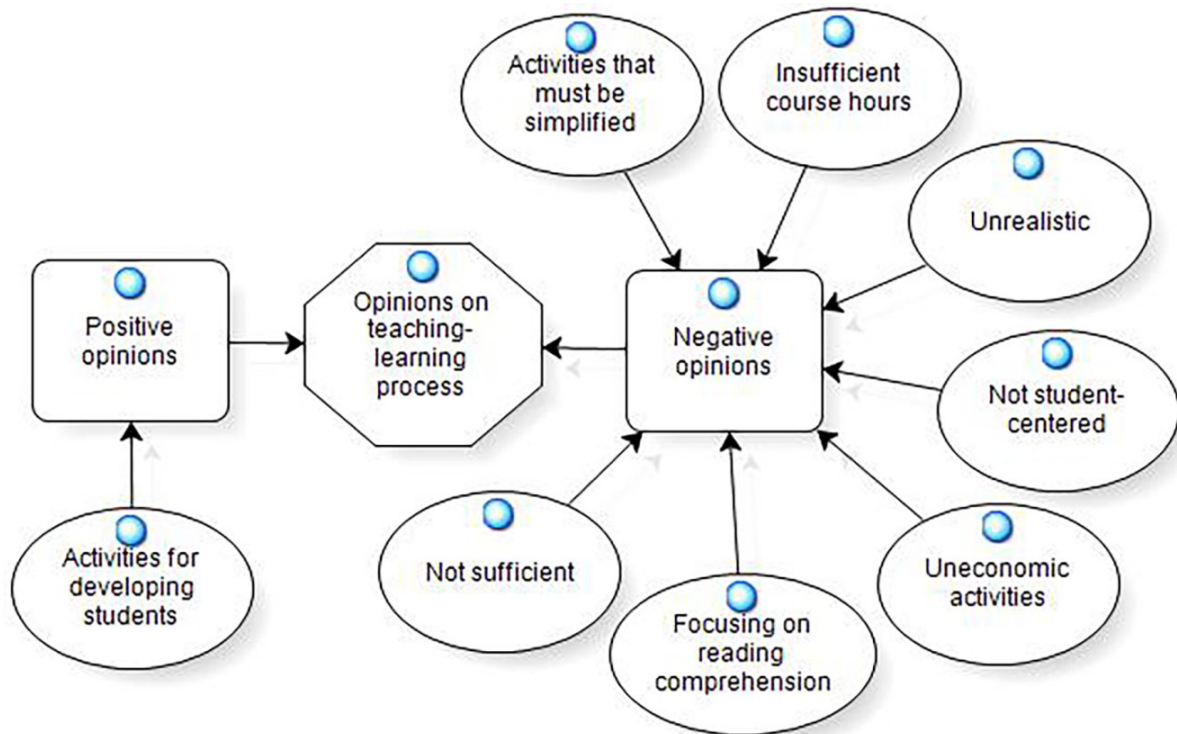 Activities that
must be
simplified
Insufficient
course hours
Unrealistic
Positive
opinions
Opinions on
teaching-
learning
process
Negative
opinions
Not student-
centered
Activities for
developing
students
Not sufficient
Focusing on
reading
comprehension
Uneconomic
activities